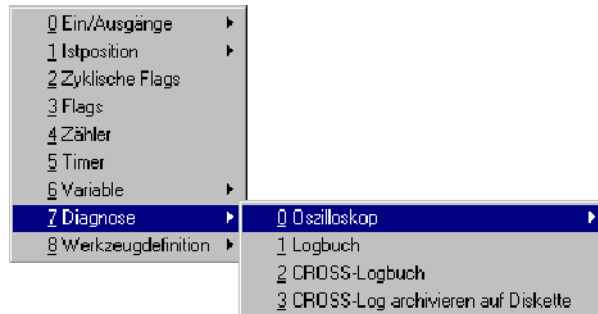 0 Ein/Ausgänge
1 Istposition
2 Zyklische Flags
3 Flags
4 Zähler
5 Timer
6 Variable
7 Diagnose
8 Werkzeugdefinition
0 Oszilloskop
1 Logbuch
2 CROSS-Logbuch
3 CROSS-Log archivieren auf Diskette